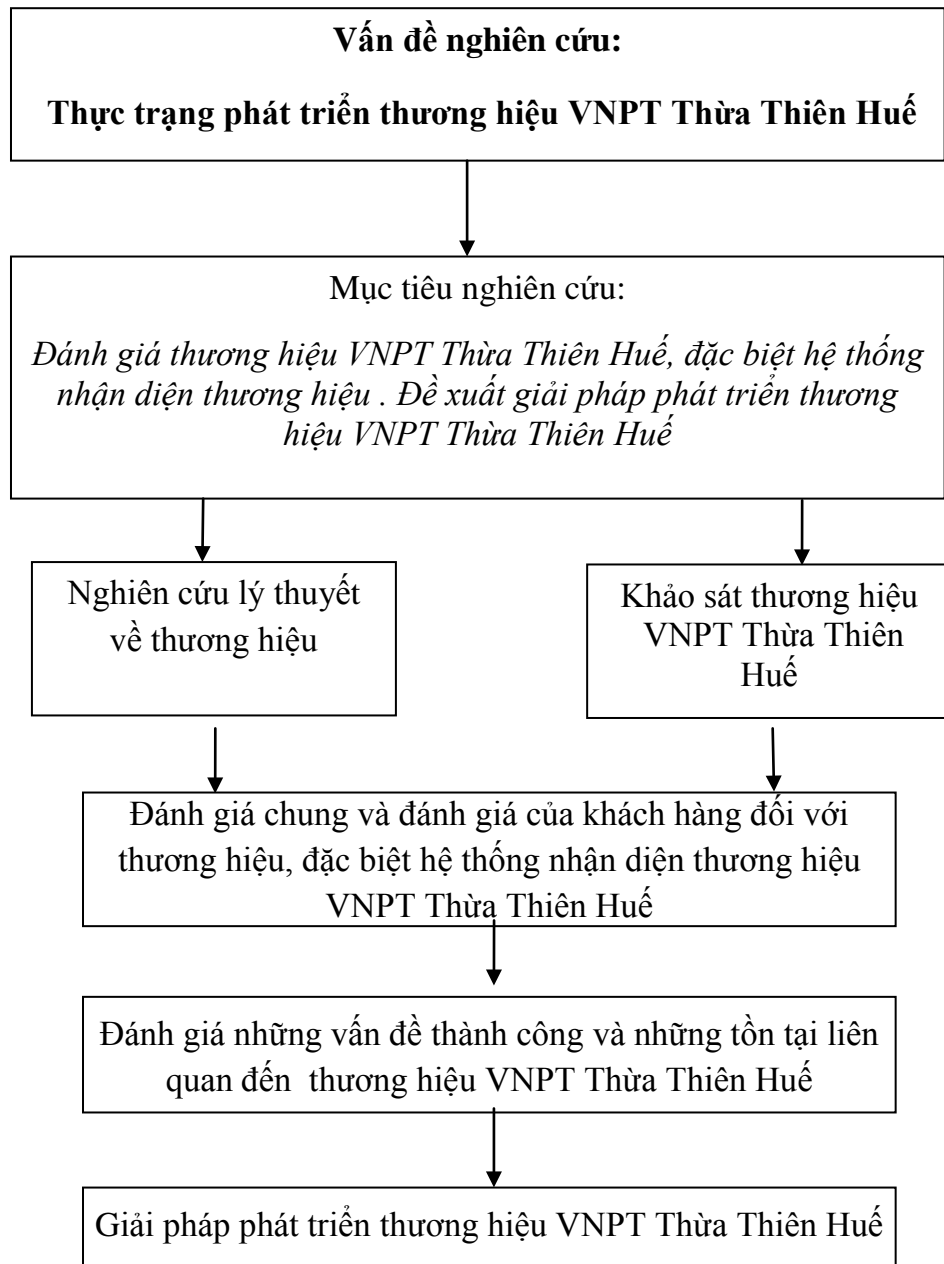 Vấn đề nghiên cứu:
Thực trạng phát triển thương hiệu VNPT Thừa Thiên Huế
Mục tiêu nghiên cứu:
Đánh giá thương hiệu VNPT Thừa Thiên Huế, đặc biệt hệ thống
nhận diện thương hiệu . Đề xuất giải pháp phát triển thương
hiệu VNPT Thừa Thiên Huế
Nghiên cứu lý thuyết
về thương hiệu
Khảo sát thương hiệu
VNPT Thừa Thiên
Huế
Đánh giá chung và đánh giá của khách hàng đối với
thương hiệu, đặc biệt hệ thống nhận diện thương hiệu
VNPT Thừa Thiên Huế
Đánh giá những vấn đề thành công và những tồn tại liên
quan đến thương hiệu VNPT Thừa Thiên Huế
Giải pháp phát triển thương hiệu VNPT Thừa Thiên Huế